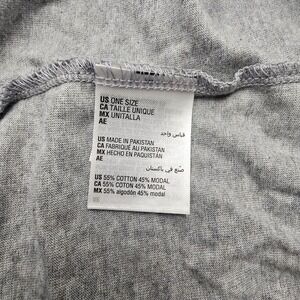 US ONE SIZE
CA TAILLE UNIQUE
MX UNITALLA
AE
قياس واحد
US MADE IN PAKISTAN
CA FABRIQUÉ AU PAKISTAN
MX HECHO EN PAQUISTÁN
AE
صنع في باكستان
US 55% COTTON 45% MODAL
CA 55% COTON 45% MODAL
MX 55% algodón 45% modal